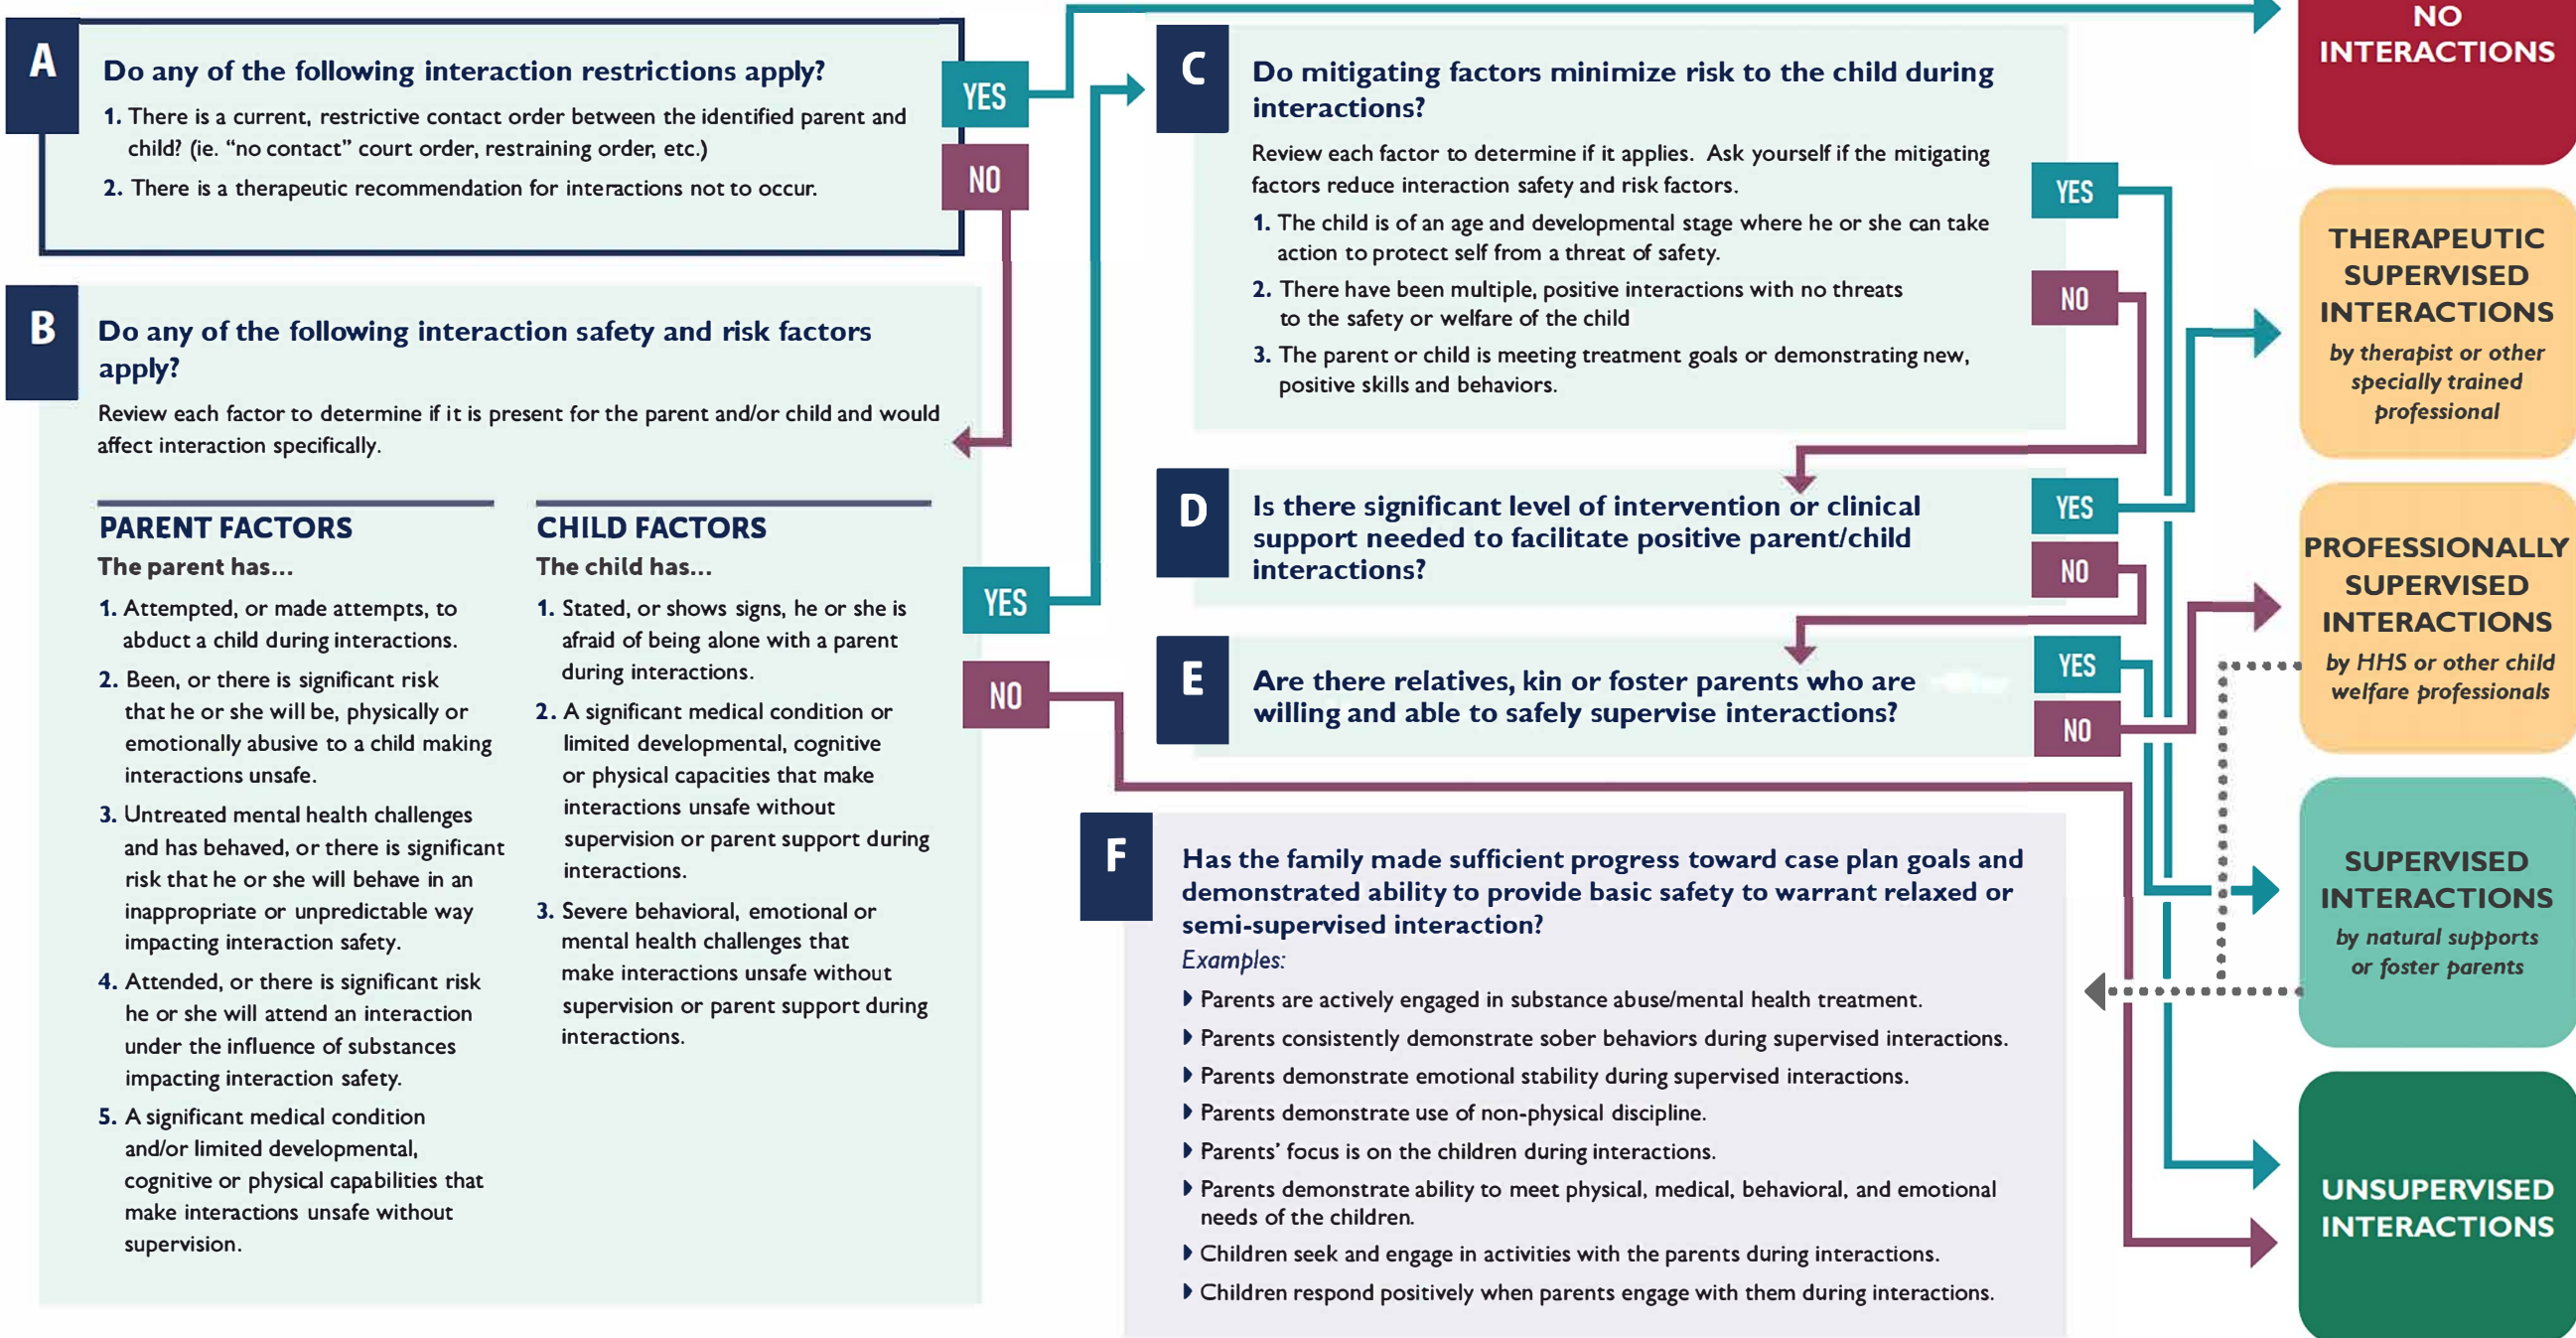 A
Do any of the following interaction restrictions apply?
1. There is a current, restrictive contact order between the identified parent and
child? (ie. “no contact” court order, restraining order, etc.)
2. There is a therapeutic recommendation for interactions not to occur.
YES
NO
B
Do any of the following interaction safety and risk factors
apply?
Review each factor to determine if it is present for the parent and/or child and would
affect interaction specifically.
PARENT FACTORS
The parent has...
1. Attempted, or made attempts, to
abduct a child during interactions.
2. Been, or there is significant risk
that he or she will be, physically or
emotionally abusive to a child making
interactions unsafe.
3. Untreated mental health challenges
and has behaved, or there is significant
risk that he or she will behave in an
inappropriate or unpredictable way
impacting interaction safety.
4. Attended, or there is significant risk
he or she will attend an interaction
under the influence of substances
impacting interaction safety.
5. A significant medical condition
and/or limited developmental,
cognitive or physical capabilities that
make interactions unsafe without
supervision.
CHILD FACTORS
The child has...
1. Stated, or shows signs, he or she is
afraid of being alone with a parent
during interactions.
2. A significant medical condition or
limited developmental, cognitive
or physical capacities that make
interactions unsafe without
supervision or parent support during
interactions.
3. Severe behavioral, emotional or
mental health challenges that
make interactions unsafe without
supervision or parent support during
interactions.
YES
NO
C
Do mitigating factors minimize risk to the child during
interactions?
Review each factor to determine if it applies. Ask yourself if the mitigating
factors reduce interaction safety and risk factors.
1. The child is of an age and developmental stage where he or she can take
action to protect self from a threat of safety.
2. There have been multiple, positive interactions with no threats
to the safety or welfare of the child
3. The parent or child is meeting treatment goals or demonstrating new,
positive skills and behaviors.
YES
NO
D
Is there significant level of intervention or clinical
support needed to facilitate positive parent/child
interactions?
YES
NO
E
Are there relatives, kin or foster parents who are
willing and able to safely supervise interactions?
YES
NO
F
Has the family made sufficient progress toward case plan goals and
demonstrated ability to provide basic safety to warrant relaxed or
semi-supervised interaction?
Examples:
Parents are actively engaged in substance abuse/mental health treatment.
Parents consistently demonstrate sober behaviors during supervised interactions.
Parents demonstrate emotional stability during supervised interactions.
Parents demonstrate use of non-physical discipline.
Parents’ focus is on the children during interactions.
Parents demonstrate ability to meet physical, medical, behavioral, and emotional
needs of the children.
Children seek and engage in activities with the parents during interactions.
Children respond positively when parents engage with them during interactions.
NO
INTERACTIONS
THERAPEUTIC
SUPERVISED
INTERACTIONS
by therapist or other
specially trained
professional
PROFESSIONALLY
SUPERVISED
INTERACTIONS
by HHS or other child
welfare professionals
SUPERVISED
INTERACTIONS
by natural supports
or foster parents
UNSUPERVISED
INTERACTIONS